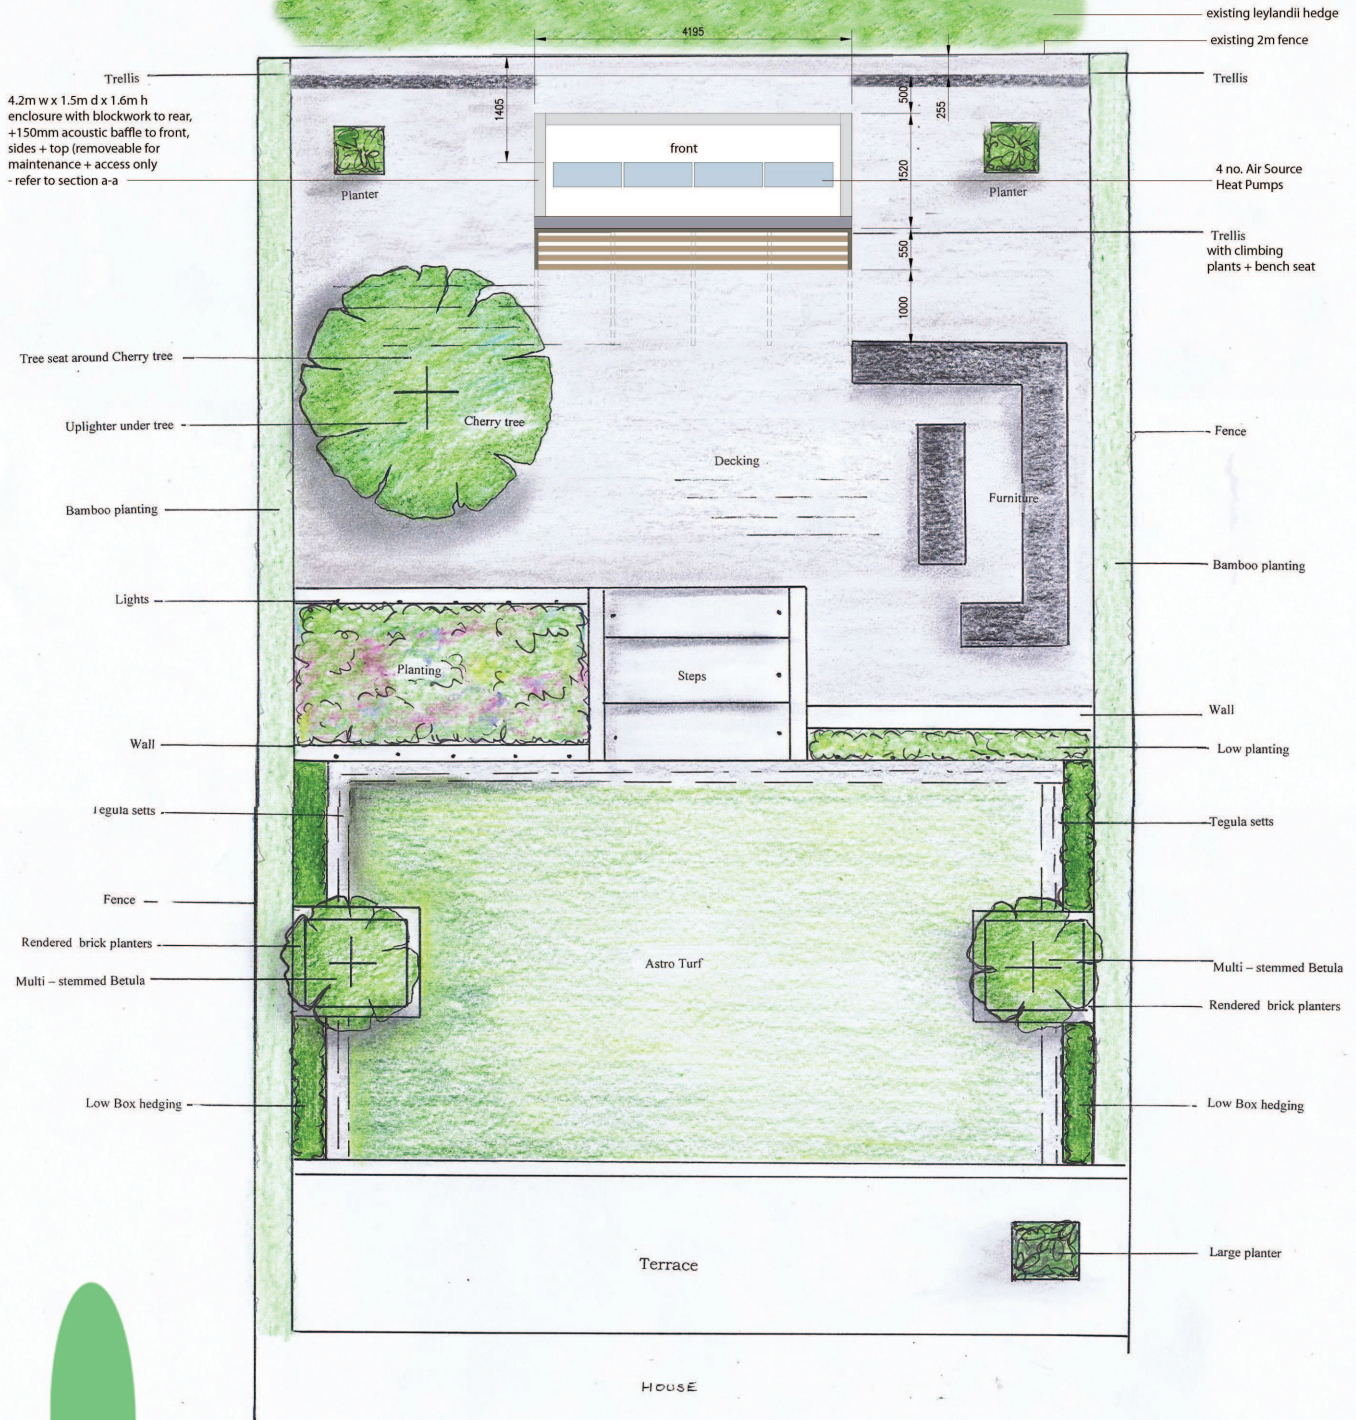 existing leylandii hedge
existing 2m fence
4195
Trellis
Trellis
4.2m w x 1.5m d x 1.6m h
enclosure with blockwork to rear,
+150mm acoustic baffle to front,
sides + top (removeable for
maintenance + access only
- refer to section a-a
1405
500
255
front
1520
4 no. Air Source
Heat Pumps
Planter
Planter
Trellis
with climbing
plants + bench seat
550
1000
Tree seat around Cherry tree
Uplighter under tree
Cherry tree
Fence
Decking
Furniture
Bamboo planting
Bamboo planting
Lights
Planting
Steps
Wall
Wall
Low planting
Tegula setts
Tegula setts
Fence
Rendered brick planters
Multi – stemmed Betula
Astro Turf
Multi – stemmed Betula
Rendered brick planters
Low Box hedging
Low Box hedging
Large planter
Terrace
HOUSE